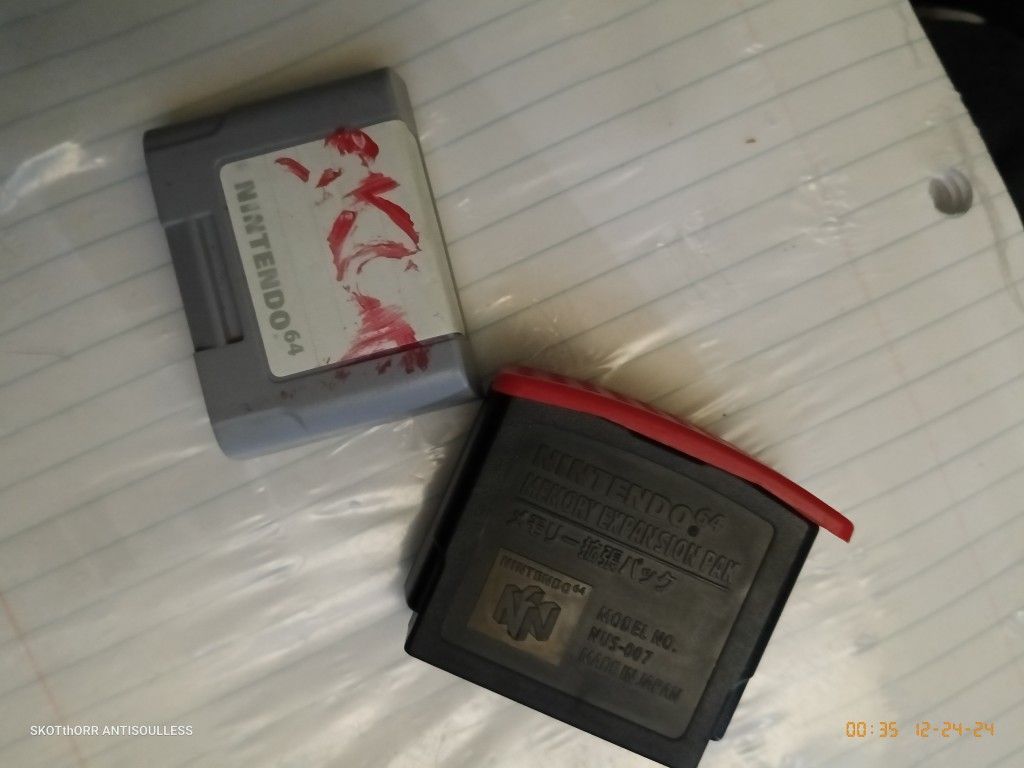 NINTENDO64
NINTENDO64
MEMORY EXPANSION PAK
メモリー拡張パック
NINTENDO64
MODEL NO.
NUS-007
MADE IN JAPAN
SKOTthORR ANTISOULLESS
00:35 12-24-24